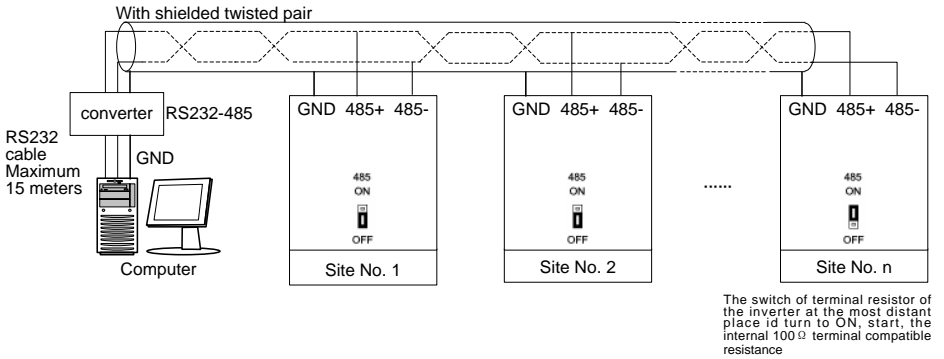 With shielded twisted pair
converter RS232-485
RS232
cable
Maximum
15 meters
GND
Computer
GND 485+ 485-
485
ON
OFF
Site No. 1
GND 485+ 485-
485
ON
OFF
Site No. 2
......
GND 485+ 485-
485
ON
OFF
Site No. n
The switch of terminal resistor of
the inverter at the most distant
place id turn to ON, start, the
internal 100Ω terminal compatible
resistance